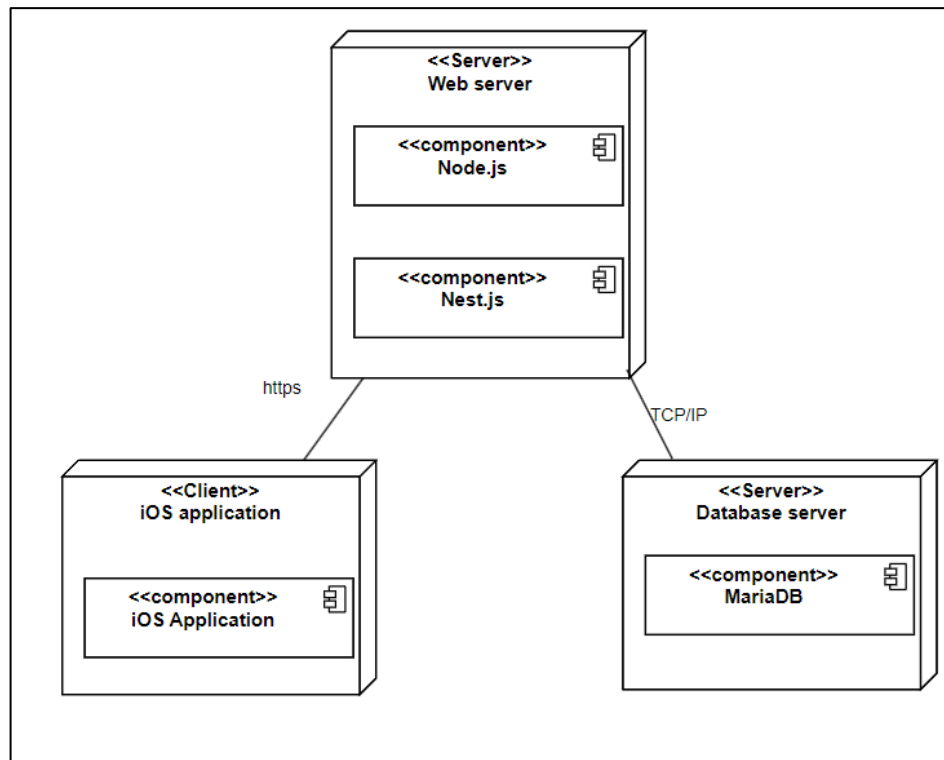 <<Server>>
Web server
<<component>>
Node.js
<<component>>
Nest.js
https
TCP/IP
<<Client>>
iOS application
<<component>>
iOS Application
<<Server>>
Database server
<<component>>
MariaDB